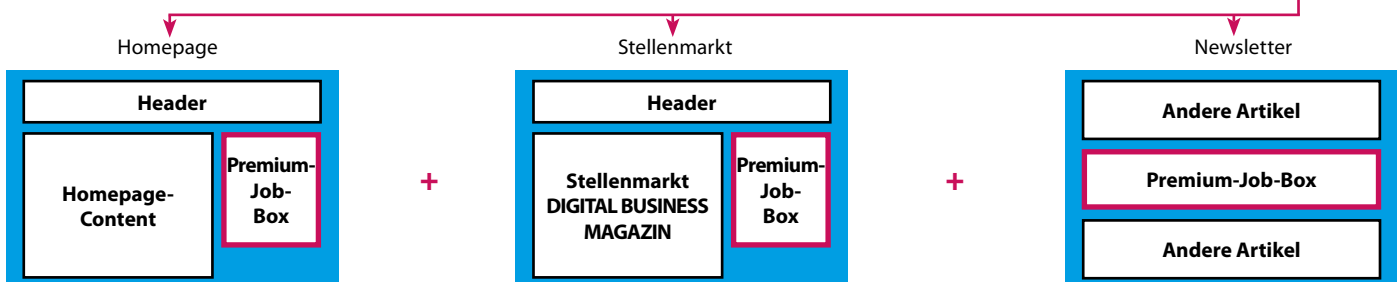 Homepage
Stellenmarkt
Newsletter
Header
Homepage-
Content
Premium-
Job-
Box
+
Header
Stellenmarkt
DIGITAL BUSINESS
MAGAZIN
Premium-
Job-
Box
+
Andere Artikel
Premium-Job-Box
Andere Artikel